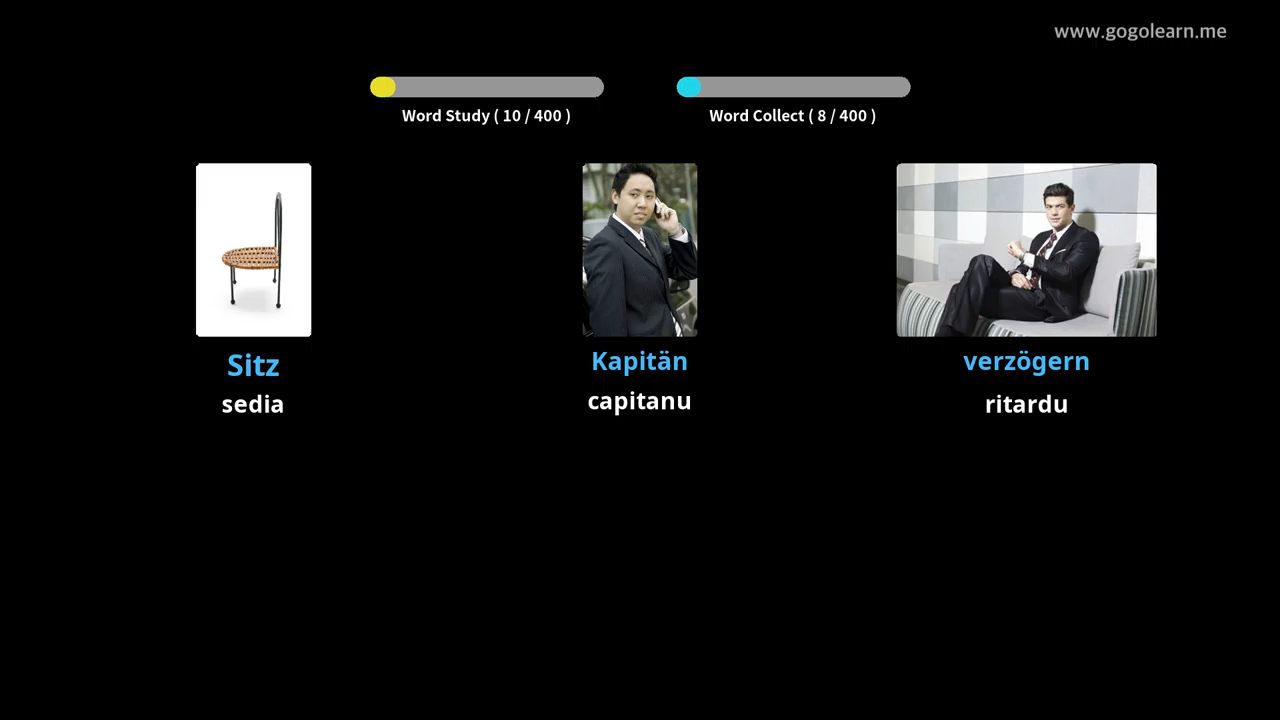 www.gogolearn.me
Word Study ( 10 / 400 )
Word Collect ( 8 / 400 )
Sitz
sedia
Kapitän
capitanu
verzögern
ritardu